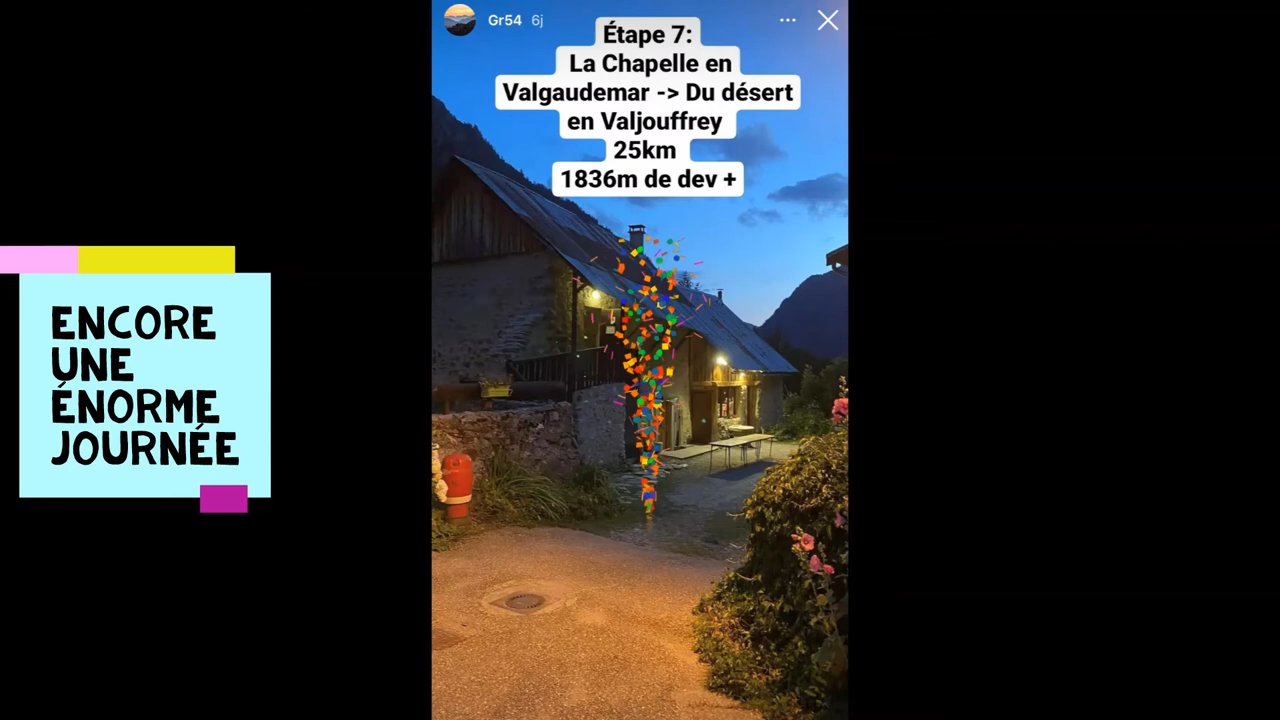 Gr54 6j
Étape 7:
La Chapelle en
Valgaudemar -> Du désert
en Valjouffrey
25km
1836m de dev +
ENCORE
UNE
ÉNORME
JOURNÉE